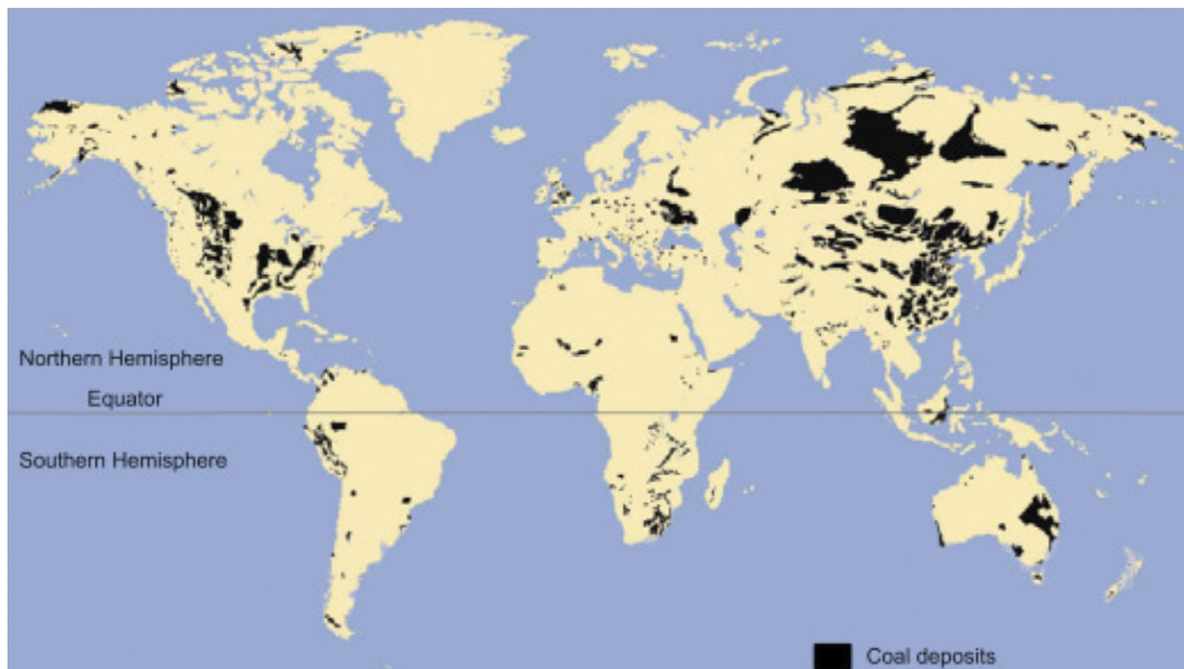 Northern Hemisphere
Equator
Southern Hemisphere
Coal deposits